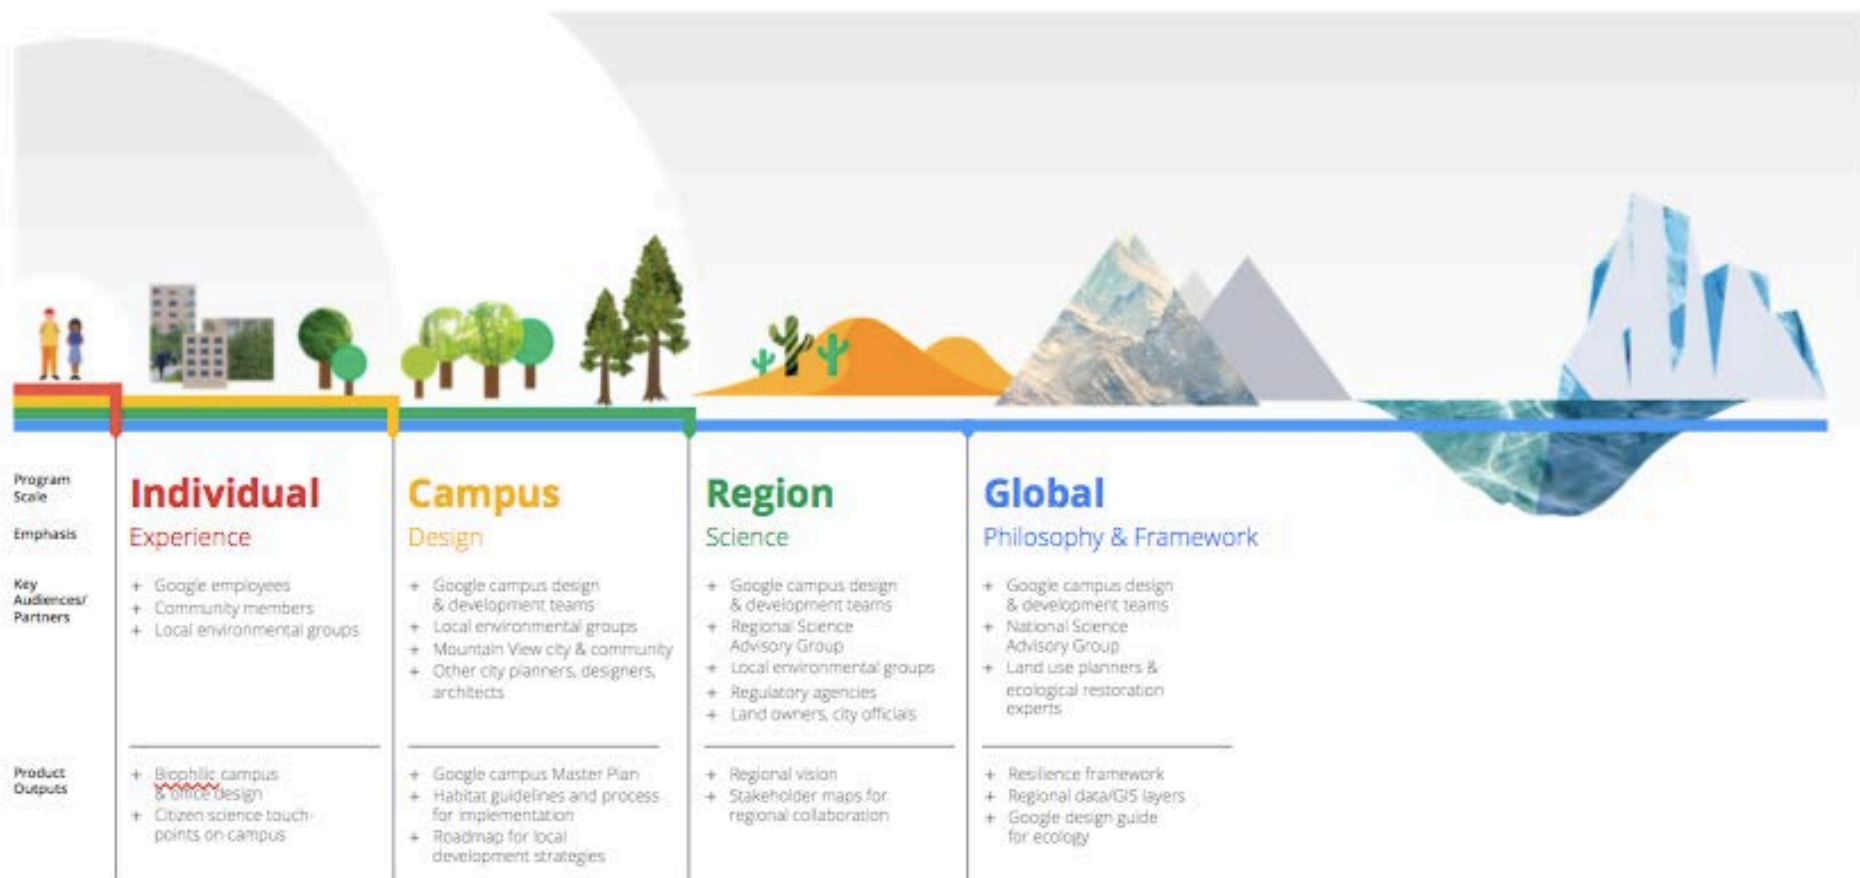 Program
Scale
Individual
Campus
Region
Global
Emphasis
Experience
Design
Science
Philosophy & Framework
Key
Audiences/
Partners
+ Google employees
+ Community members
+ Local environmental groups
+ Google campus design
& development teams
+ Local environmental groups
+ Mountain View city & community
+ Other city planners, designers,
architects
+ Google campus design
& development teams
+ Regional Science
Advisory Group
+ Local environmental groups
+ Regulatory agencies
+ Land owners, city officials
+ Google campus design
& development teams
+ National Science
Advisory Group
+ Land use planners &
ecological restoration
experts
Product
Outputs
+ Biophilic campus
& office design
+ Citizen science touch-
points on campus
+ Google campus Master Plan
+ Habitat guidelines and process
for implementation
+ Roadmap for local
development strategies
+ Regional vision
+ Stakeholder maps for
regional collaboration
+ Resilience framework
+ Regional data/GIS layers
+ Google design guide
for ecology